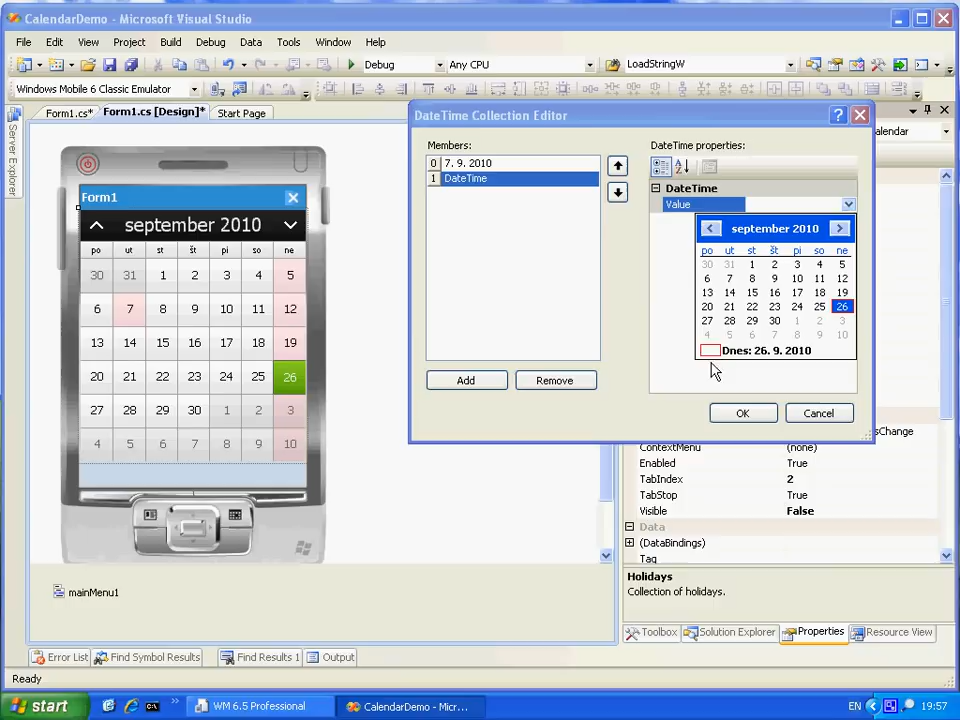 CalendarDemo - Microsoft Visual Studio
File Edit View Project Build Debug Data Tools Window Help
Debug Any CPU LoadStringW
Windows Mobile 6 Classic Emulator
Form1.cs* Form1.cs [Design]* Start Page
Server Explorer
Form1
september 2010
po ut st št pi so ne
30 31 1 2 3 4 5
6 7 8 9 10 11 12
13 14 15 16 17 18 19
20 21 22 23 24 25 26
27 28 29 30 1 2 3
4 5 6 7 8 9 10
mainMenu1
DateTime Collection Editor
Members:
0 7. 9. 2010
1 DateTime
Add Remove
DateTime properties:
DateTime
Value
september 2010
po ut st št pi so ne
30 31 1 2 3 4 5
6 7 8 9 10 11 12
13 14 15 16 17 18 19
20 21 22 23 24 25 26
27 28 29 30 1 2 3
4 5 6 7 8 9 10
Dnes: 26. 9. 2010
OK Cancel
alendar
sChange
ContextMenu (none)
Enabled True
TabIndex 2
TabStop True
Visible False
Data
(DataBindings)
Tag
Holidays
Collection of holidays.
Toolbox Solution Explorer Properties Resource View
Error List Find Symbol Results Find Results 1 Output
Ready
start WM 6.5 Professional CalendarDemo - Micr... EN 19:57